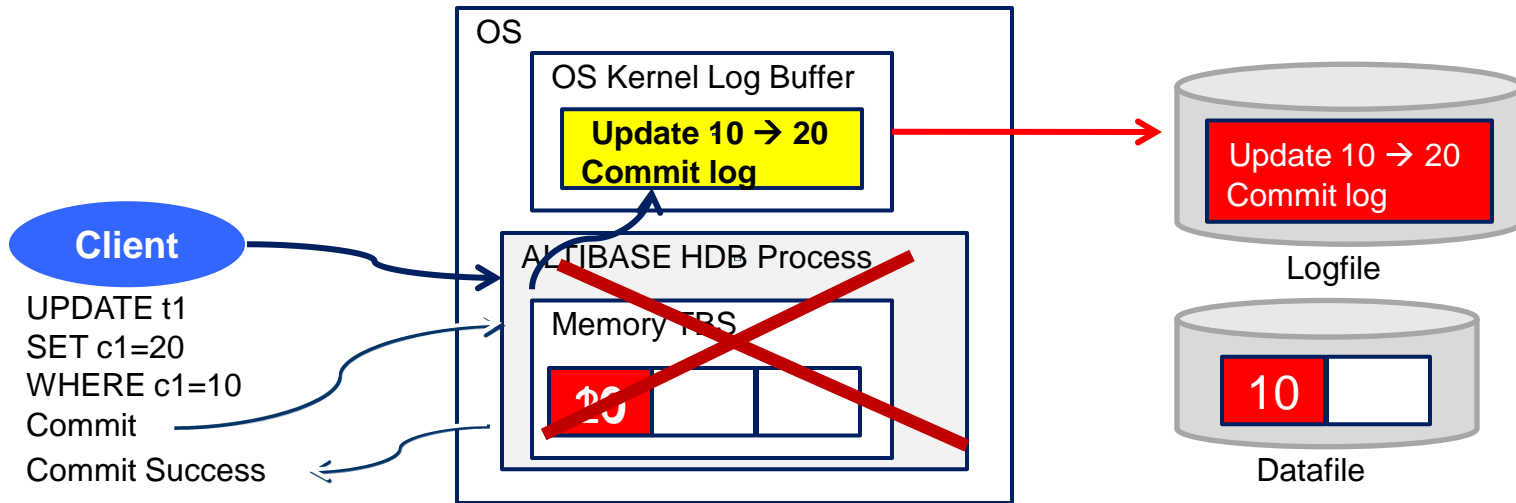 OS
OS Kernel Log Buffer
Update 10 → 20
Commit log
Update 10 → 20
Commit log
Logfile
Client
UPDATE t1
SET c1=20
WHERE c1=10
Commit
Commit Success
ALTIBASE HDB Process
Memory TBS
10
Datafile